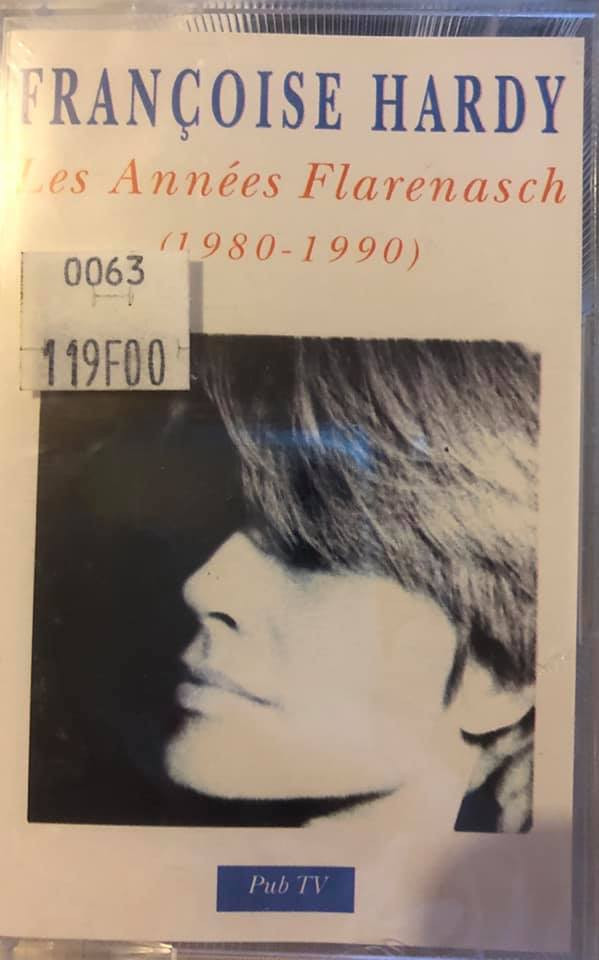 FRANÇOISE HARDY
Les Années Flarenasch
(1980-1990)
0063
119F00
Pub TV